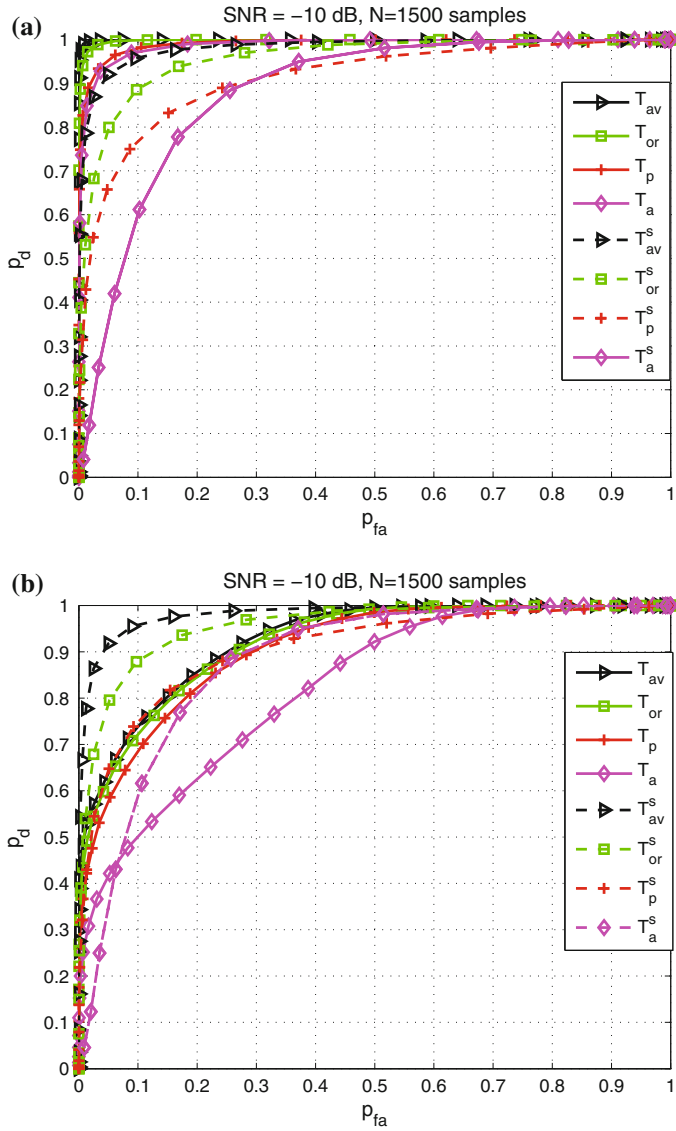 (a)
SNR = −10 dB, N=1500 samples
1
0.9
0.8
0.7
0.6
0.5
0.4
0.3
0.2
0.1
0
p_d
0 0.1 0.2 0.3 0.4 0.5 0.6 0.7 0.8 0.9 1
p_fa
T_av
T_or
T_p
T_a
T^s_av
T^s_or
T^s_p
T^s_a
(b)
SNR = −10 dB, N=1500 samples
1
0.9
0.8
0.7
0.6
0.5
0.4
0.3
0.2
0.1
0
p_d
0 0.1 0.2 0.3 0.4 0.5 0.6 0.7 0.8 0.9 1
p_fa
T_av
T_or
T_p
T_a
T^s_av
T^s_or
T^s_p
T^s_a